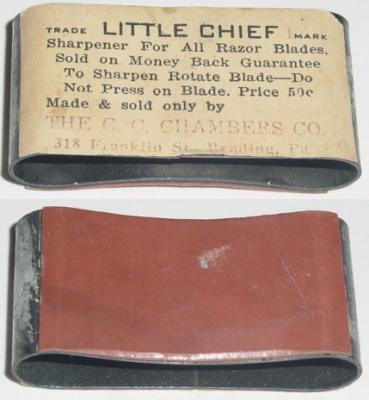 TRADE LITTLE CHIEF MARK
Sharpener For All Razor Blades.
Sold on Money Back Guarantee
To Sharpen Rotate Blade—Do
Not Press on Blade. Price 50c
Made & sold only by
THE C. C. CHAMBERS CO.
318 Franklin St., Reading, Pa.